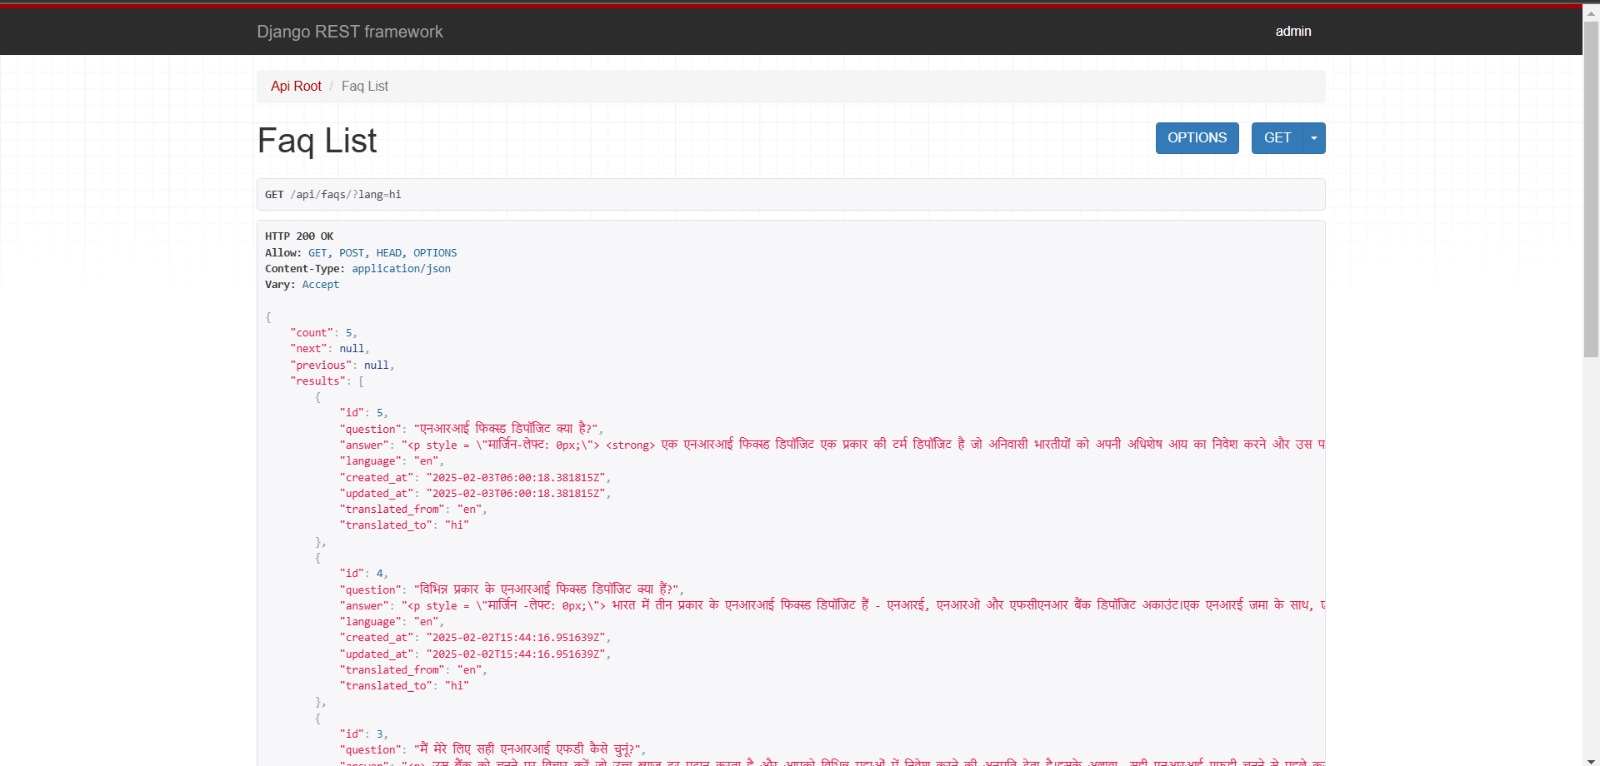 Django REST framework
admin
Api Root / Faq List
Faq List
OPTIONS
GET
GET /api/faqs/?lang=hi
HTTP 200 OK
Allow: GET, POST, HEAD, OPTIONS
Content-Type: application/json
Vary: Accept
{
"count": 5,
"next": null,
"previous": null,
"results": [
{
"id": 5,
"question": "एनआरआई फिक्स्ड डिपॉजिट क्या है?",
"answer": "<p style = \"मार्जिन-लेफ्ट: 0px;\"> <strong> एक एनआरआई फिक्स्ड डिपॉजिट एक प्रकार की टर्म डिपॉजिट है जो अनिवासी भारतीयों को अपनी अधिशेष आय का निवेश करने और उस
"language": "en",
"created_at": "2025-02-03T06:00:18.381815Z",
"updated_at": "2025-02-03T06:00:18.381815Z",
"translated_from": "en",
"translated_to": "hi"
},
{
"id": 4,
"question": "विभिन्न प्रकार के एनआरआई फिक्स्ड डिपॉजिट क्या हैं?",
"answer": "<p style = \"मार्जिन -लेफ्ट: 0px;\"> भारत में तीन प्रकार के एनआरआई फिक्स्ड डिपॉजिट हैं - एनआरई, एनआरओ और एफसीएनआर बैंक डिपॉजिट अकाउंट।एक एनआरई जमा के साथ,
"language": "en",
"created_at": "2025-02-02T15:44:16.951639Z",
"updated_at": "2025-02-02T15:44:16.951639Z",
"translated_from": "en",
"translated_to": "hi"
},
{
"id": 3,
"question": "मैं मेरे लिए सही एनआरआई एफडी कैसे चुनूं?",